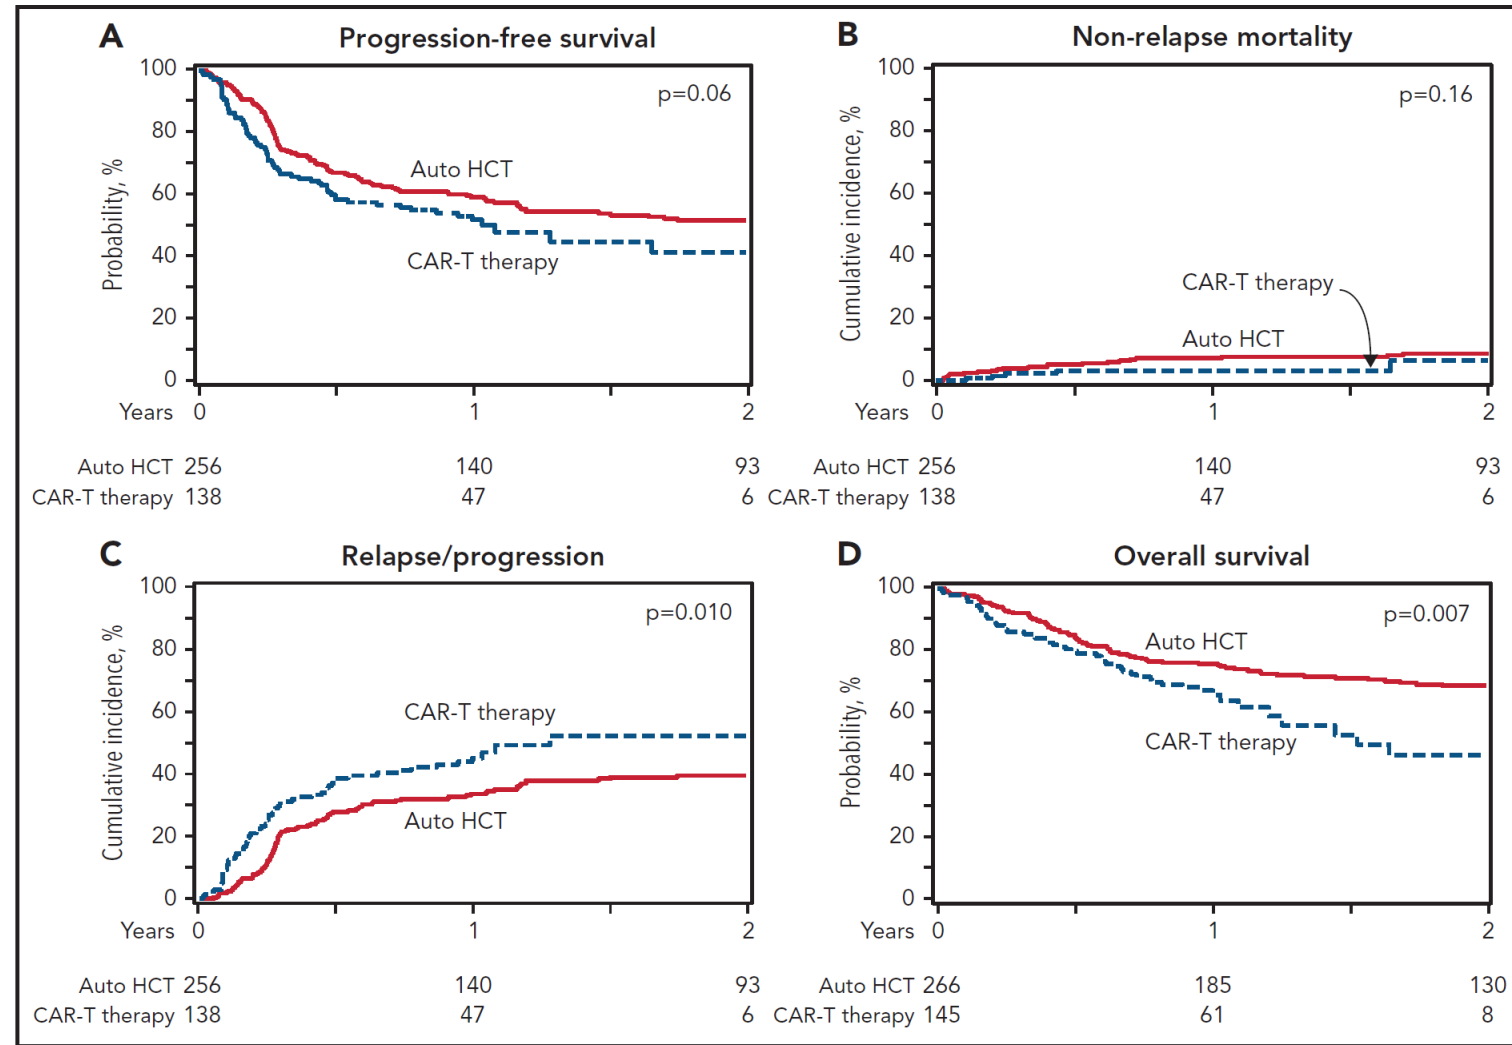 A Progression-free survival
100
80
60
40
20
0
Probability, %
p=0.06
Auto HCT
CAR-T therapy
Years 0 1 2
Auto HCT 256 140 93
CAR-T therapy 138 47 6
B Non-relapse mortality
100
80
60
40
20
0
Cumulative incidence, %
p=0.16
CAR-T therapy
Auto HCT
Years 0 1 2
Auto HCT 256 140 93
CAR-T therapy 138 47 6
C Relapse/progression
100
80
60
40
20
0
Cumulative incidence, %
p=0.010
CAR-T therapy
Auto HCT
Years 0 1 2
Auto HCT 256 140 93
CAR-T therapy 138 47 6
D Overall survival
100
80
60
40
20
0
Probability, %
p=0.007
Auto HCT
CAR-T therapy
Years 0 1 2
Auto HCT 266 185 130
CAR-T therapy 145 61 8